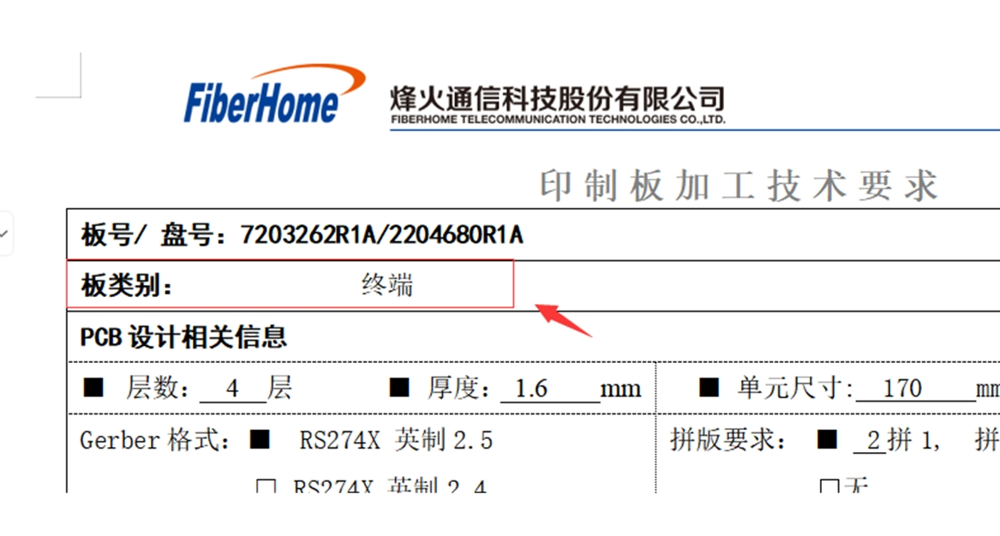 FiberHome
烽火通信科技股份有限公司
FIBERHOME TELECOMMUNICATION TECHNOLOGIES CO.,LTD.
印制板加工技术要求
板号/ 盘号：7203262R1A/2204680R1A
板类别： 终端
PCB 设计相关信息
■ 层数： 4 层 ■ 厚度： 1.6 mm ■ 单元尺寸: 170 mm
Gerber 格式： ■ RS274X 英制 2.5 拼版要求： ■ 2 拼 1, 拼
□ RS274X 英制 2.4 □无